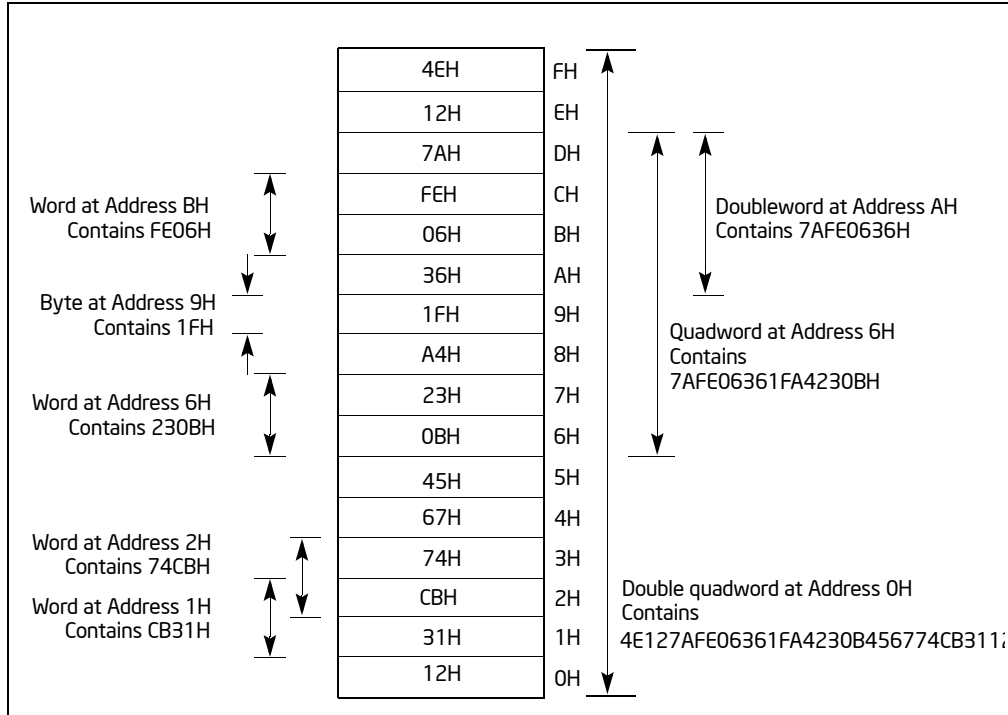 4EH FH
12H EH
7AH DH
FEH CH
06H BH
36H AH
1FH 9H
A4H 8H
23H 7H
0BH 6H
45H 5H
67H 4H
74H 3H
CBH 2H
31H 1H
12H 0H
Word at Address BH
Contains FE06H
Byte at Address 9H
Contains 1FH
Word at Address 6H
Contains 230BH
Word at Address 2H
Contains 74CBH
Word at Address 1H
Contains CB31H
Doubleword at Address AH
Contains 7AFE0636H
Quadword at Address 6H
Contains
7AFE06361FA4230BH
Double quadword at Address 0H
Contains
4E127AFE06361FA4230B456774CB3112